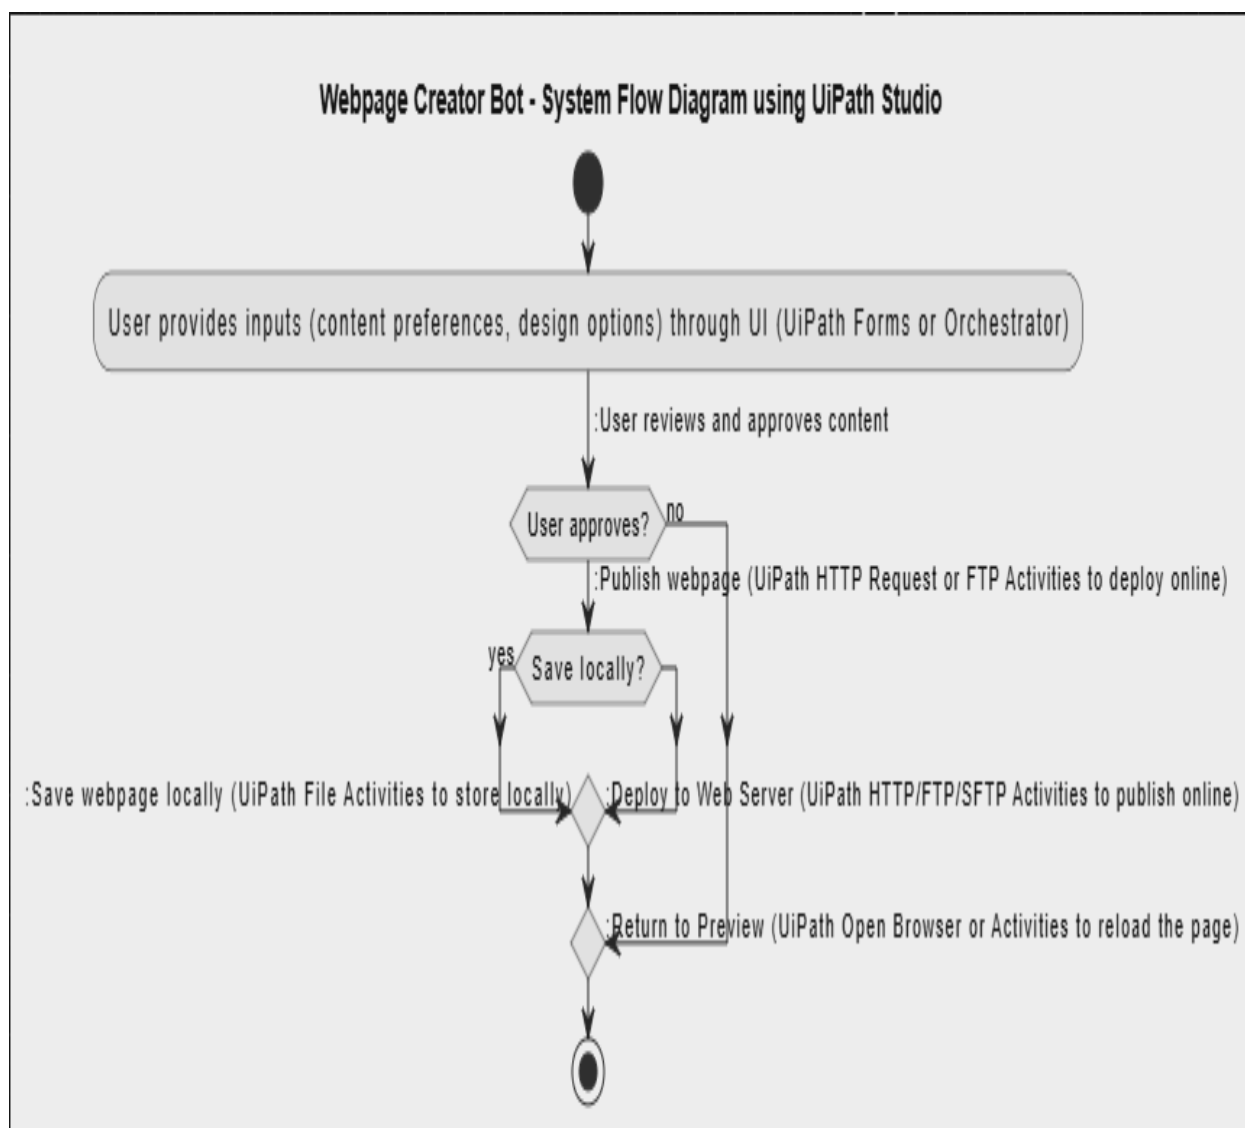 Webpage Creator Bot - System Flow Diagram using UiPath Studio
User provides inputs (content preferences, design options) through UI (UiPath Forms or Orchestrator)
:User reviews and approves content
User approves?
no
:Publish webpage (UiPath HTTP Request or FTP Activities to deploy online)
yes
Save locally?
:Save webpage locally (UiPath File Activities to store locally)
:Deploy to Web Server (UiPath HTTP/FTP/SFTP Activities to publish online)
:Return to Preview (UiPath Open Browser or Activities to reload the page)